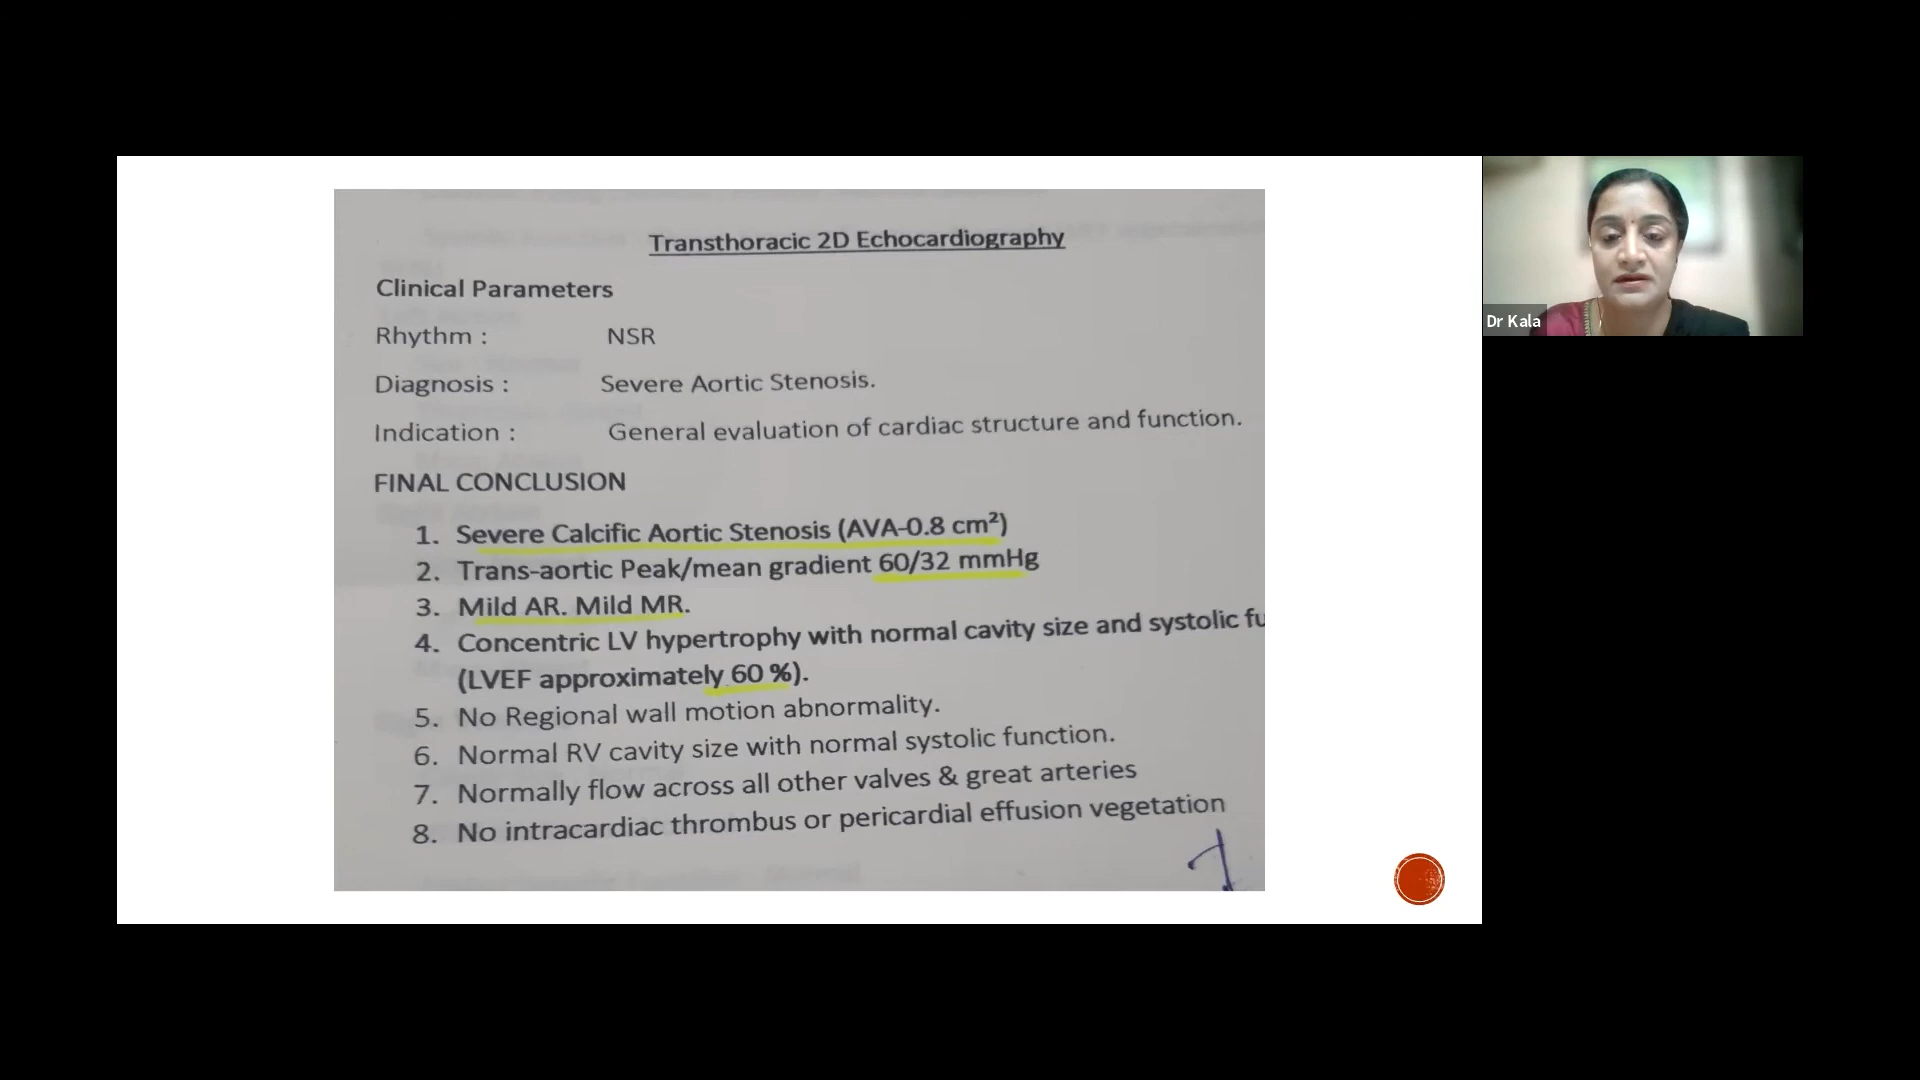 Transthoracic 2D Echocardiography
Clinical Parameters
Rhythm : NSR
Diagnosis : Severe Aortic Stenosis.
Indication : General evaluation of cardiac structure and function.
FINAL CONCLUSION
1. Severe Calcific Aortic Stenosis (AVA-0.8 cm²)
2. Trans-aortic Peak/mean gradient 60/32 mmHg
3. Mild AR. Mild MR.
4. Concentric LV hypertrophy with normal cavity size and systolic fu
(LVEF approximately 60 %).
5. No Regional wall motion abnormality.
6. Normal RV cavity size with normal systolic function.
7. Normally flow across all other valves & great arteries
8. No intracardiac thrombus or pericardial effusion vegetation
Dr Kala